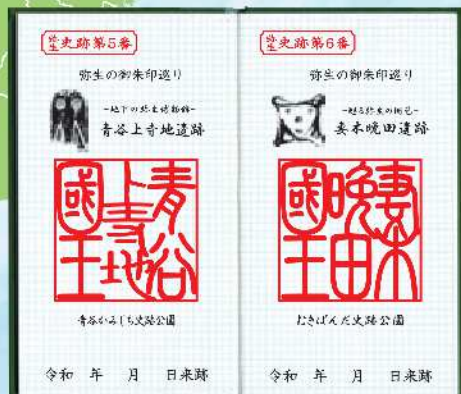 弥生史跡第5番
弥生の御朱印巡り
-地下の弥生博物館-
青谷上寺地遺跡
青谷上寺地國王
青谷かみじち史跡公園
令和 年 月 日来跡
弥生史跡第6番
弥生の御朱印巡り
-甦る弥生の国邑-
妻木晩田遺跡
妻木晩田國王
むきばんだ史跡公園
令和 年 月 日来跡